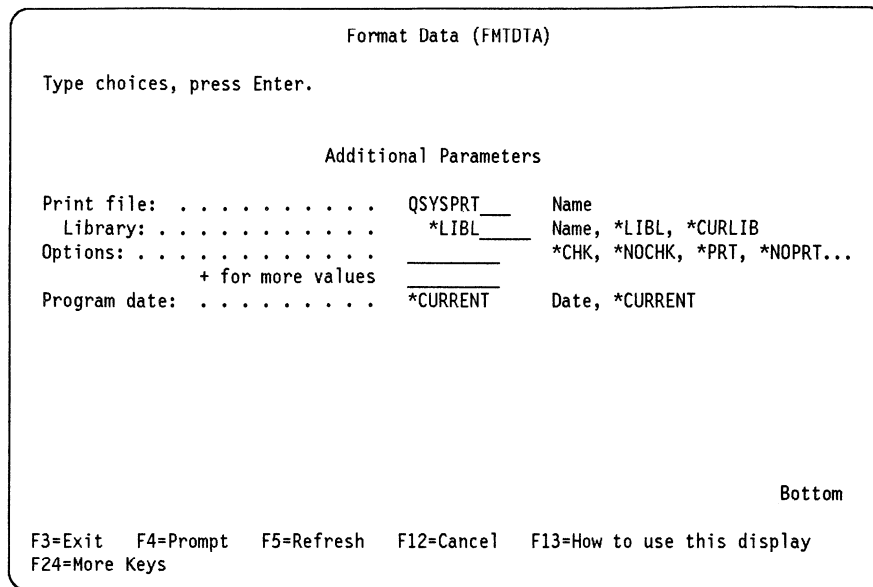 Format Data (FMTDTA)
Type choices, press Enter.
Additional Parameters
Print file: . . . . . . . . . . QSYSPRT___ Name
Library: . . . . . . . . . . . *LIBL_____ Name, *LIBL, *CURLIB
Options: . . . . . . . . . . . . __________ *CHK, *NOCHK, *PRT, *NOPRT...
+ for more values __________
Program date: . . . . . . . . . *CURRENT Date, *CURRENT
Bottom
F3=Exit F4=Prompt F5=Refresh F12=Cancel F13=How to use this display
F24=More Keys